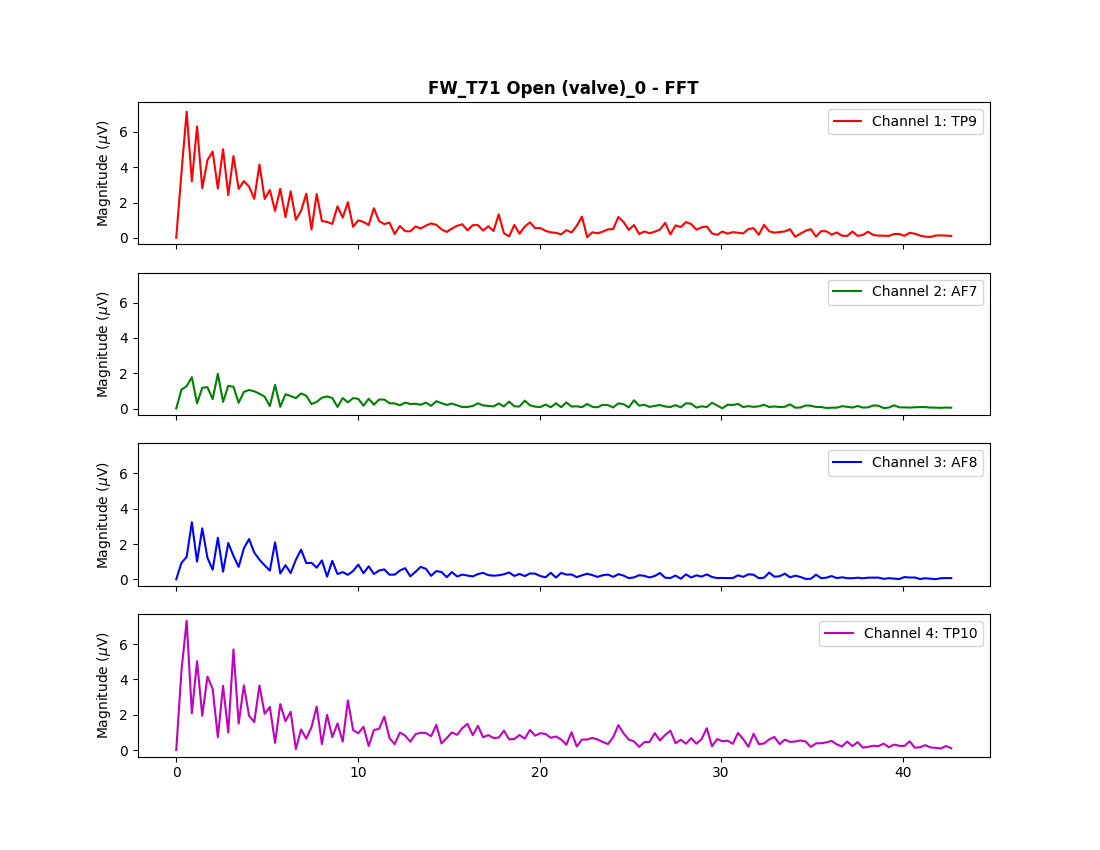 FW_T71 Open (valve)_0 - FFT
Magnitude (μV)
6
4
2
0
Channel 1: TP9
Magnitude (μV)
6
4
2
0
Channel 2: AF7
Magnitude (μV)
6
4
2
0
Channel 3: AF8
Magnitude (μV)
6
4
2
0
Channel 4: TP10
0 10 20 30 40